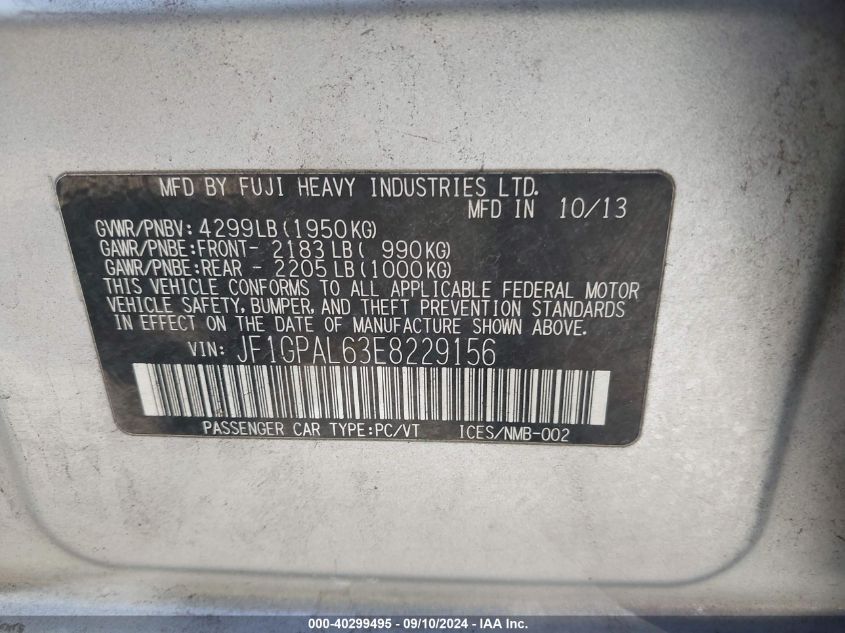 MFD BY FUJI HEAVY INDUSTRIES LTD.
MFD IN 10/13
GVWR/PNBV: 4299LB(1950KG)
GAWR/PNBE:FRONT- 2183 LB( 990KG)
GAWR/PNBE:REAR - 2205 LB(1000KG)
THIS VEHICLE CONFORMS TO ALL APPLICABLE FEDERAL MOTOR
VEHICLE SAFETY, BUMPER, AND THEFT PREVENTION STANDARDS
IN EFFECT ON THE DATE OF MANUFACTURE SHOWN ABOVE.
VIN: JF1GPAL63E8229156
PASSENGER CAR TYPE:PC/VT ICES/NMB-002
000-40299495 - 09/10/2024 - IAA Inc.